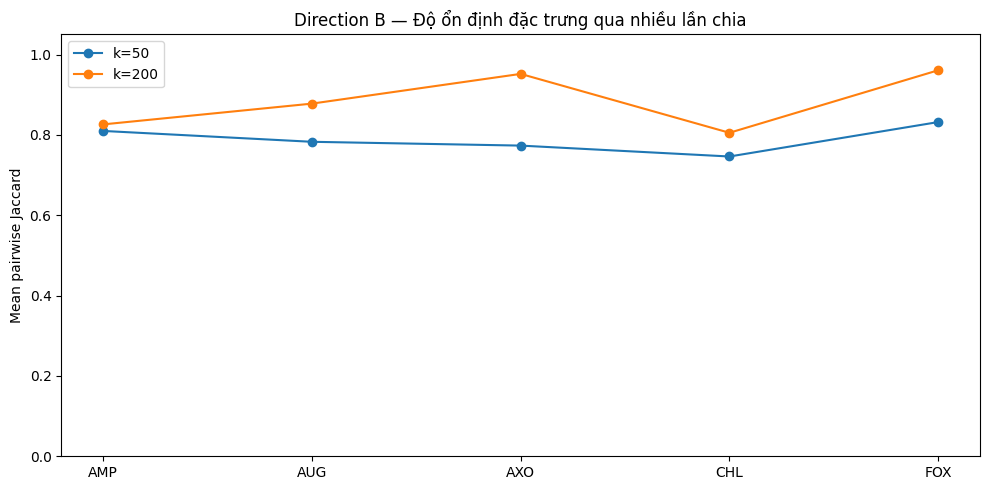 Direction B — Độ ổn định đặc trưng qua nhiều lần chia
k=50
k=200
Mean pairwise Jaccard
1.0
0.8
0.6
0.4
0.2
0.0
AMP AUG AXO CHL FOX